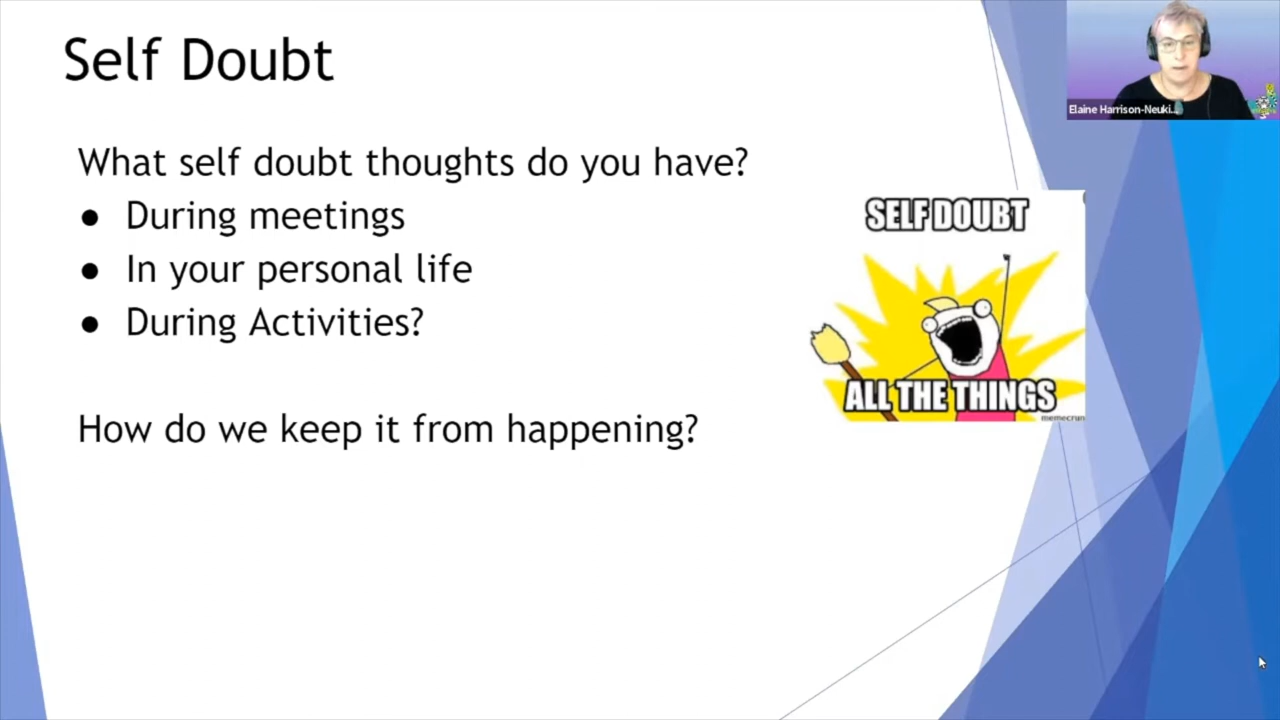 Self Doubt
Elaine Harrison-Neuki...
What self doubt thoughts do you have?
● During meetings
● In your personal life
● During Activities?
SELF DOUBT
ALL THE THINGS
memecrun
How do we keep it from happening?